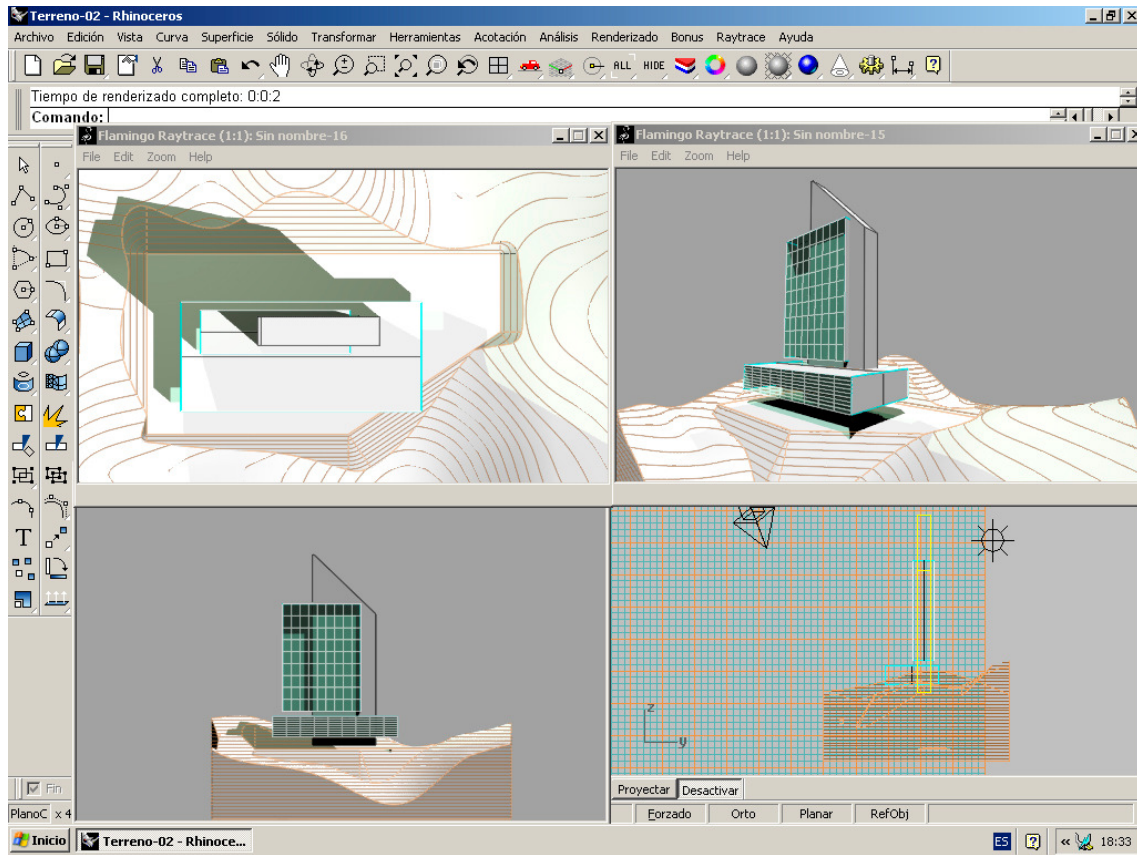 Terreno-02 - Rhinoceros
Archivo Edición Vista Curva Superficie Sólido Transformar Herramientas Acotación Análisis Renderizado Bonus Raytrace Ayuda
ALL HIDE
Tiempo de renderizado completo: 0:0:2
Comando:
Flamingo Raytrace (1:1): Sin nombre-16
File Edit Zoom Help
Flamingo Raytrace (1:1): Sin nombre-15
File Edit Zoom Help
T
z
y
Fin
Proyectar Desactivar
PlanoC x 4
Forzado Orto Planar RefObj
Inicio Terreno-02 - Rhinoce... ES « 18:33